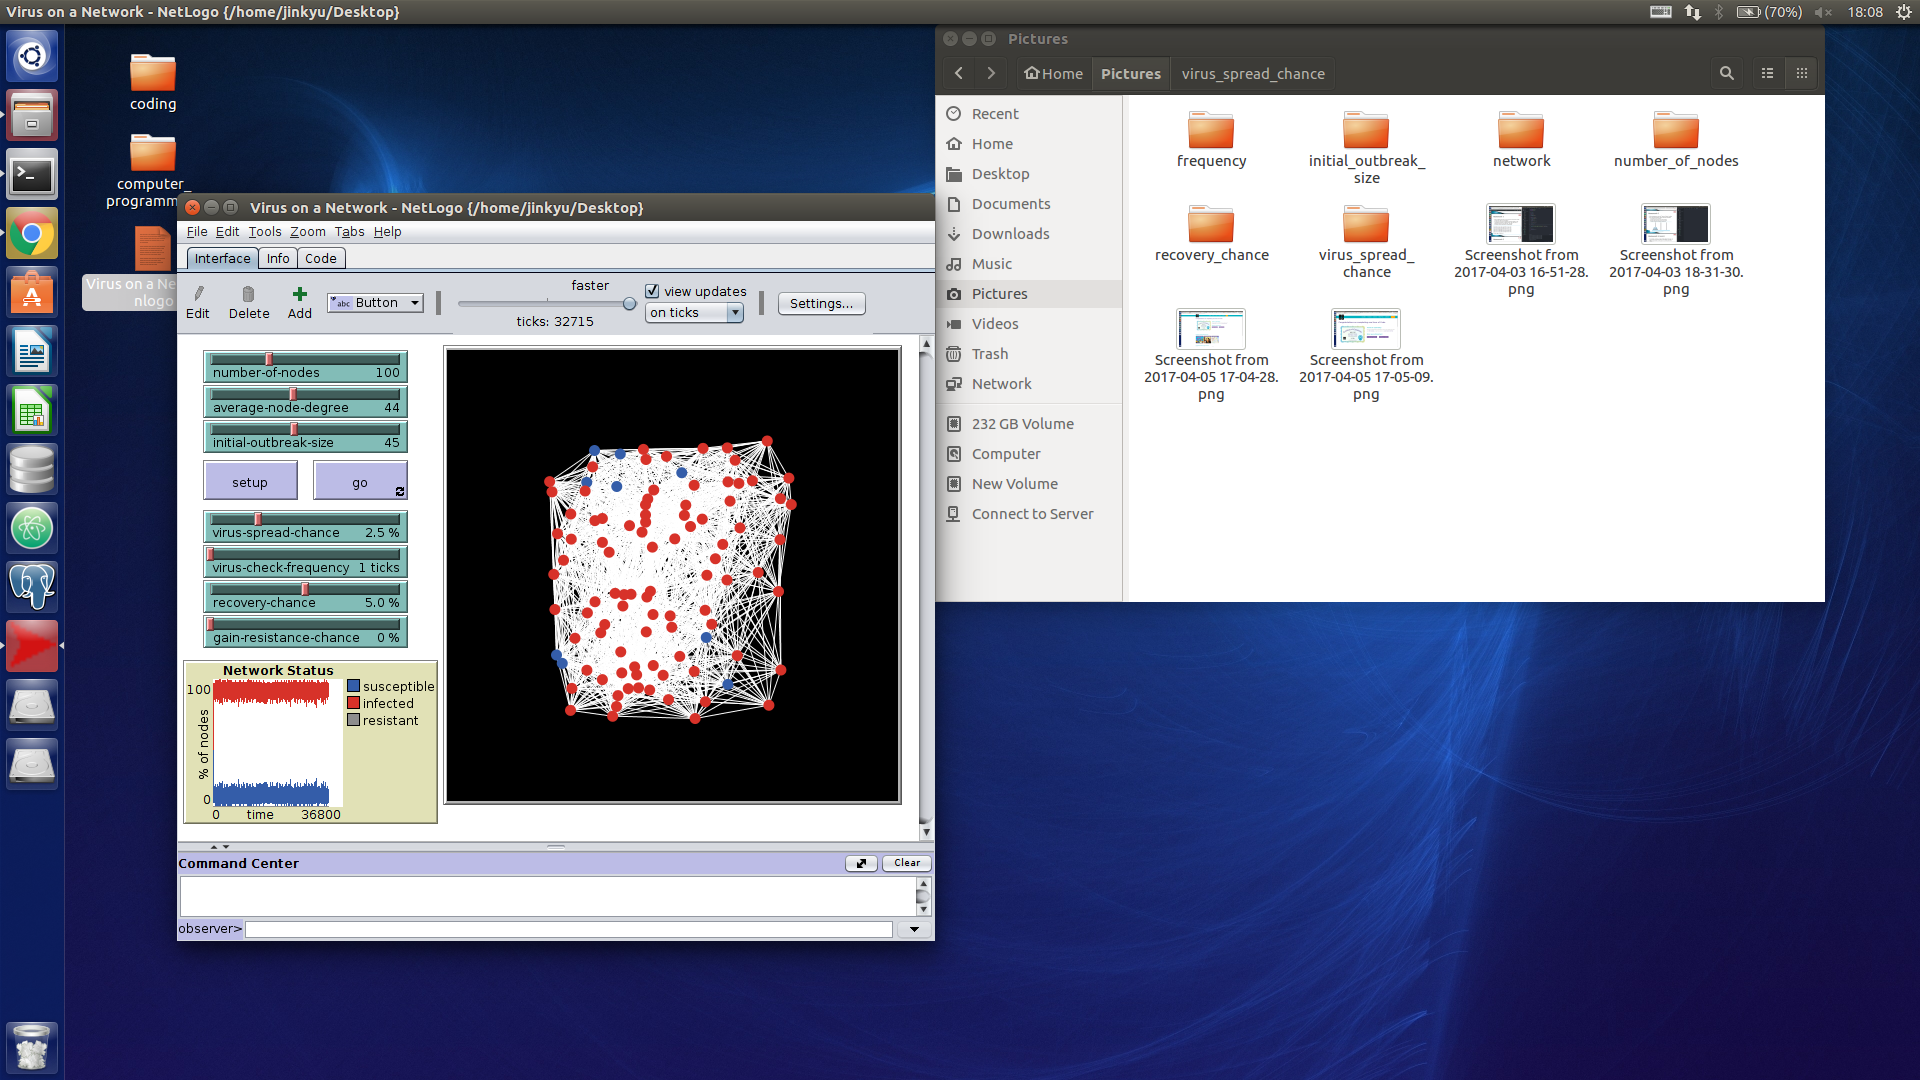 Virus on a Network - NetLogo {/home/jinkyu/Desktop}
(70%)
18:08
coding
computer_
programm
Virus on a Ne
nlogo
Virus on a Network - NetLogo {/home/jinkyu/Desktop}
File Edit Tools Zoom Tabs Help
Interface Info Code
Edit Delete Add
abc Button
faster
ticks: 32715
view updates
on ticks
Settings...
number-of-nodes 100
average-node-degree 44
initial-outbreak-size 45
setup go
virus-spread-chance 2.5 %
virus-check-frequency 1 ticks
recovery-chance 5.0 %
gain-resistance-chance 0 %
Network Status
100
% of nodes
0
0 time 36800
susceptible
infected
resistant
Command Center
Clear
observer>
Pictures
Home Pictures virus_spread_chance
Recent
Home
Desktop
Documents
Downloads
Music
Pictures
Videos
Trash
Network
232 GB Volume
Computer
New Volume
Connect to Server
frequency
initial_outbreak_
size
network
number_of_nodes
recovery_chance
virus_spread_
chance
Screenshot from
2017-04-03 16-51-28.
png
Screenshot from
2017-04-03 18-31-30.
png
Screenshot from
2017-04-05 17-04-28.
png
Screenshot from
2017-04-05 17-05-09.
png